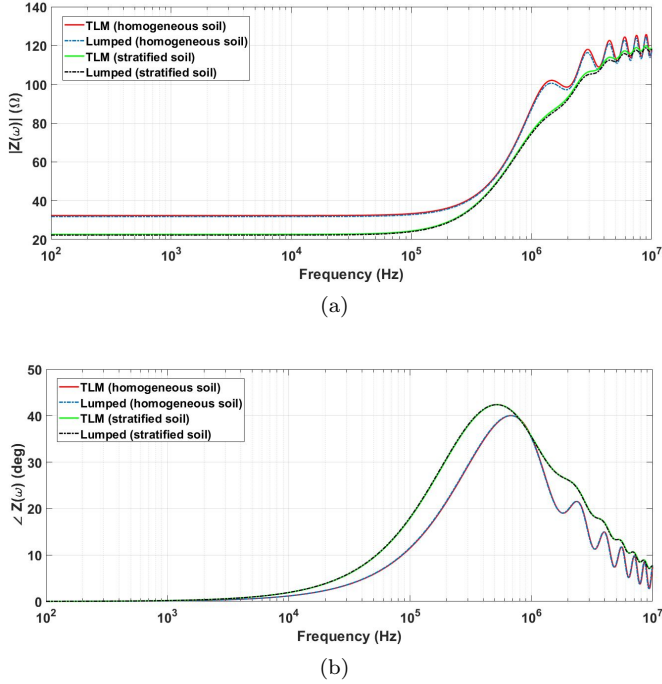 140
120
100
80
60
40
20
|Z(ω)| (Ω)
TLM (homogeneous soil)
Lumped (homogeneous soil)
TLM (stratified soil)
Lumped (stratified soil)
10² 10³ 10⁴ 10⁵ 10⁶ 10⁷
Frequency (Hz)
(a)
50
40
30
20
10
0
∠ Z(ω) (deg)
TLM (homogeneous soil)
Lumped (homogeneous soil)
TLM (stratified soil)
Lumped (stratified soil)
10² 10³ 10⁴ 10⁵ 10⁶ 10⁷
Frequency (Hz)
(b)